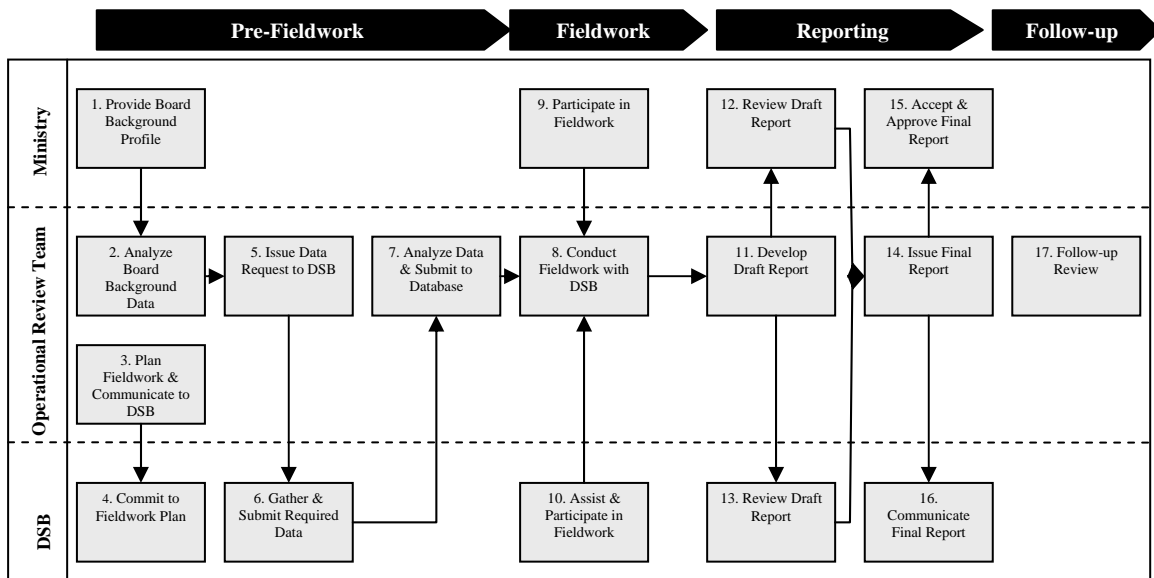 Pre-Fieldwork
Fieldwork
Reporting
Follow-up
Ministry
1. Provide Board
Background
Profile
9. Participate in
Fieldwork
12. Review Draft
Report
15. Accept &
Approve Final
Report
Operational Review Team
2. Analyze
Board
Background
Data
5. Issue Data
Request to DSB
7. Analyze Data
& Submit to
Database
8. Conduct
Fieldwork with
DSB
11. Develop
Draft Report
14. Issue Final
Report
17. Follow-up
Review
3. Plan
Fieldwork &
Communicate to
DSB
DSB
4. Commit to
Fieldwork Plan
6. Gather &
Submit Required
Data
10. Assist &
Participate in
Fieldwork
13. Review Draft
Report
16.
Communicate
Final Report